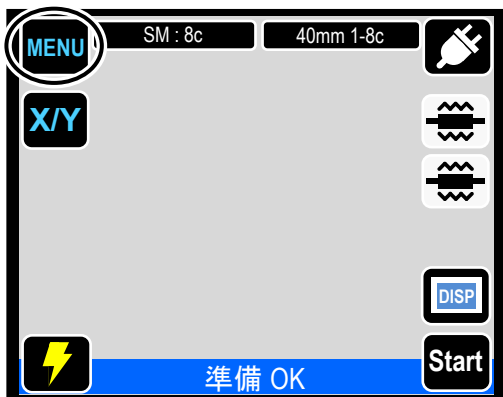 MENU
SM : 8c
40mm 1-8c
X/Y
DISP
Start
準備 OK